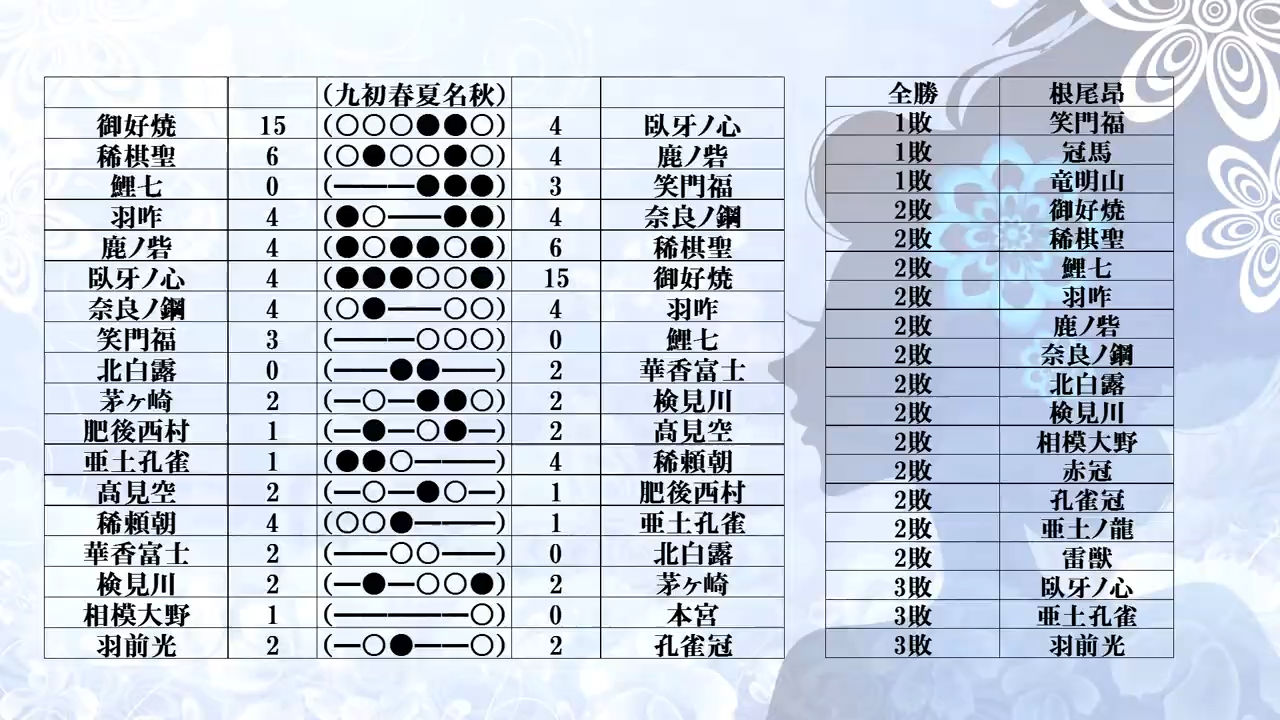 （九初春夏名秋）
御好焼 15 （○○○●●○） 4 臥牙ノ心
稀棋聖 6 （○●○○●○） 4 鹿ノ砦
鯉七 0 （―――●●●） 3 笑門福
羽咋 4 （●○――●●） 4 奈良ノ鋼
鹿ノ砦 4 （●○●●○●） 6 稀棋聖
臥牙ノ心 4 （●●●○○●） 15 御好焼
奈良ノ鋼 4 （○●――○○） 4 羽咋
笑門福 3 （―――○○○） 0 鯉七
北白露 0 （――●●――） 2 華香富士
茅ヶ崎 2 （―○―●●○） 2 検見川
肥後西村 1 （―●―○●―） 2 高見空
亜土孔雀 1 （●●○―――） 4 稀頼朝
高見空 2 （―○―●○―） 1 肥後西村
稀頼朝 4 （○○●―――） 1 亜土孔雀
華香富士 2 （――○○――） 0 北白露
検見川 2 （―●―○○●） 2 茅ヶ崎
相模大野 1 （―――――○） 0 本宮
羽前光 2 （―○●――○） 2 孔雀冠
全勝 根尾昂
1敗 笑門福
1敗 冠馬
1敗 竜明山
2敗 御好焼
2敗 稀棋聖
2敗 鯉七
2敗 羽咋
2敗 鹿ノ砦
2敗 奈良ノ鋼
2敗 北白露
2敗 検見川
2敗 相模大野
2敗 赤冠
2敗 孔雀冠
2敗 亜土ノ龍
2敗 雷獣
3敗 臥牙ノ心
3敗 亜土孔雀
3敗 羽前光